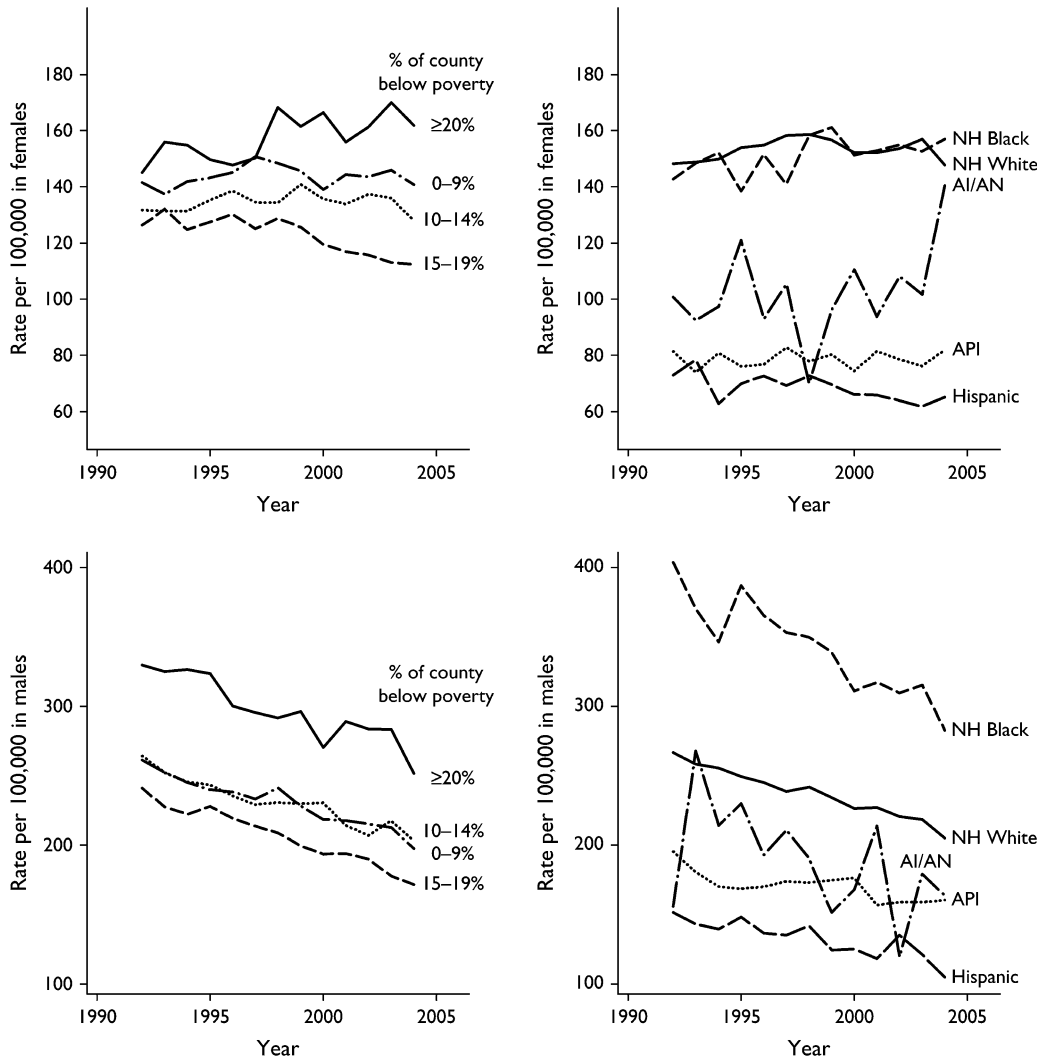 % of county
below poverty
180
160
140
120
100
80
60
Rate per 100,000 in females
≥20%
0–9%
10–14%
15–19%
1990
1995
2000
2005
Year
180
160
140
120
100
80
60
Rate per 100,000 in females
NH Black
NH White
AI/AN
API
Hispanic
1990
1995
2000
2005
Year
400
300
200
100
Rate per 100,000 in males
% of county
below poverty
≥20%
10–14%
0–9%
15–19%
1990
1995
2000
2005
Year
400
300
200
100
Rate per 100,000 in males
NH Black
NH White
AI/AN
API
Hispanic
1990
1995
2000
2005
Year